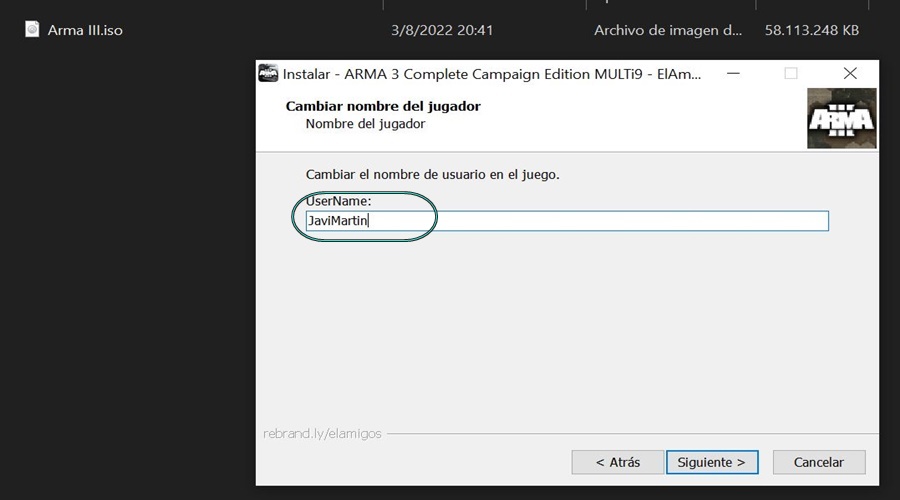 Arma III.iso 3/8/2022 20:41 Archivo de imagen d... 58.113.248 KB
Instalar - ARMA 3 Complete Campaign Edition MULTi9 - ElAm...
Cambiar nombre del jugador
Nombre del jugador
ARMA III
Cambiar el nombre de usuario en el juego.
UserName:
JaviMartin
rebrand.ly/elamigos
< Atrás Siguiente > Cancelar